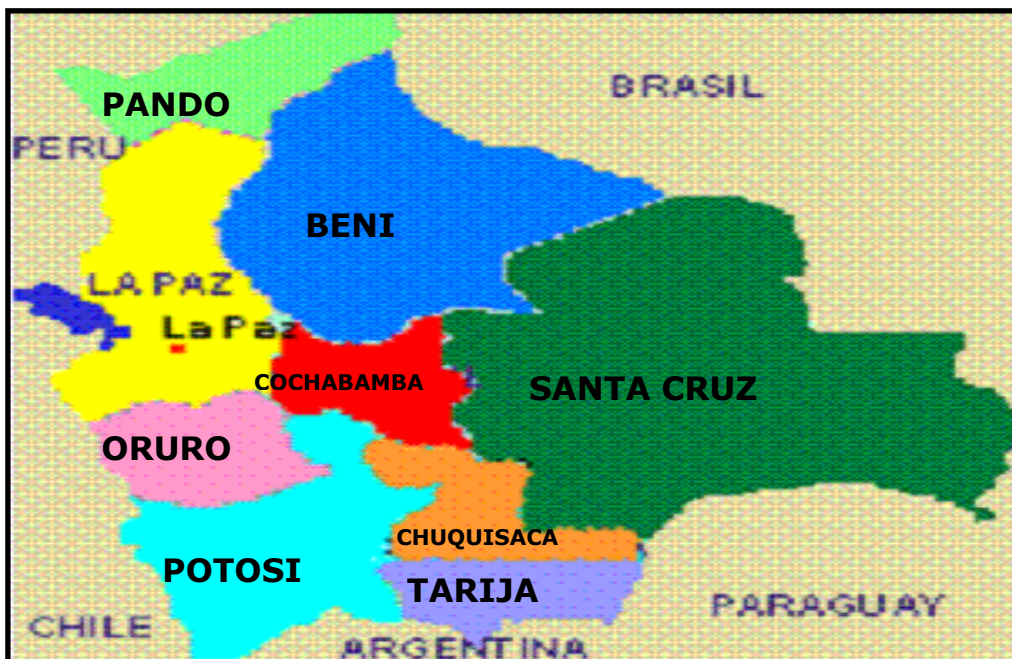 BRASIL
PANDO
PERU
BENI
LA PAZ
La Paz
COCHABAMBA
SANTA CRUZ
ORURO
CHUQUISACA
POTOSI
TARIJA
PARAGUAY
CHILE
ARGENTINA